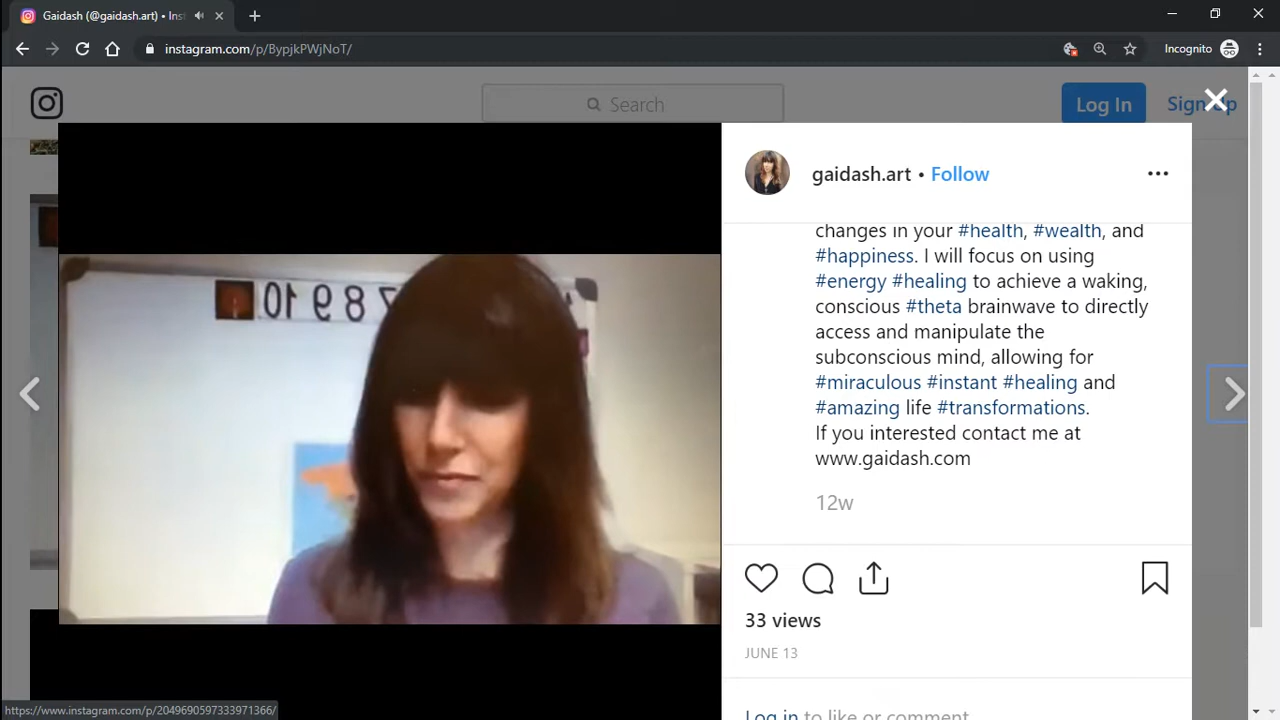 Gaidash (@gaidash.art) • Ins
instagram.com/p/BypjkPWjNoT/
Incognito
Search
Log In
Sign Up
gaidash.art • Follow
changes in your #health, #wealth, and
#happiness. I will focus on using
#energy #healing to achieve a waking,
conscious #theta brainwave to directly
access and manipulate the
subconscious mind, allowing for
#miraculous #instant #healing and
#amazing life #transformations.
If you interested contact me at
www.gaidash.com
12w
33 views
JUNE 13
Log in to like or comment.
10 9 8 7
https://www.instagram.com/p/2049690597333971366/